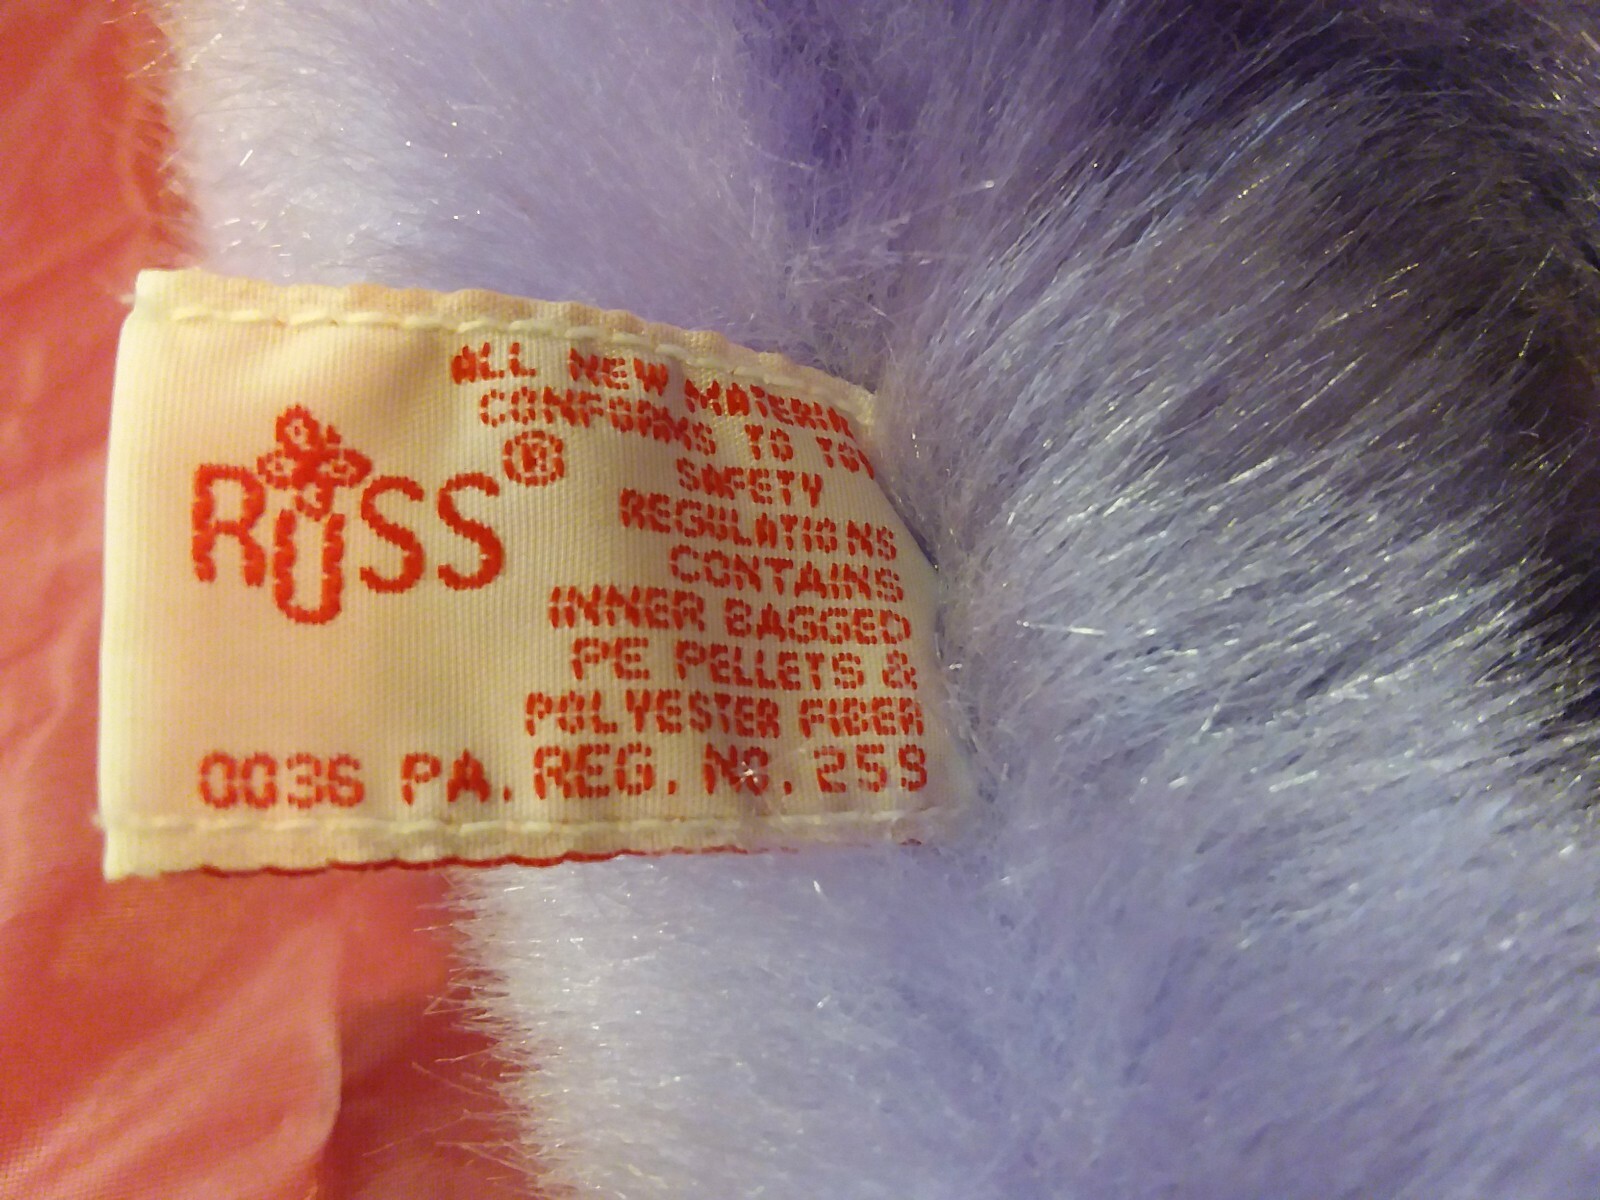 ALL NEW MATERIA
CONFORMS TO TOY
SAFETY
REGULATIONS
CONTAINS
INNER BAGGED
PE PELLETS &
POLYESTER FIBER
RUSS®
0036 PA. REG. NO. 259